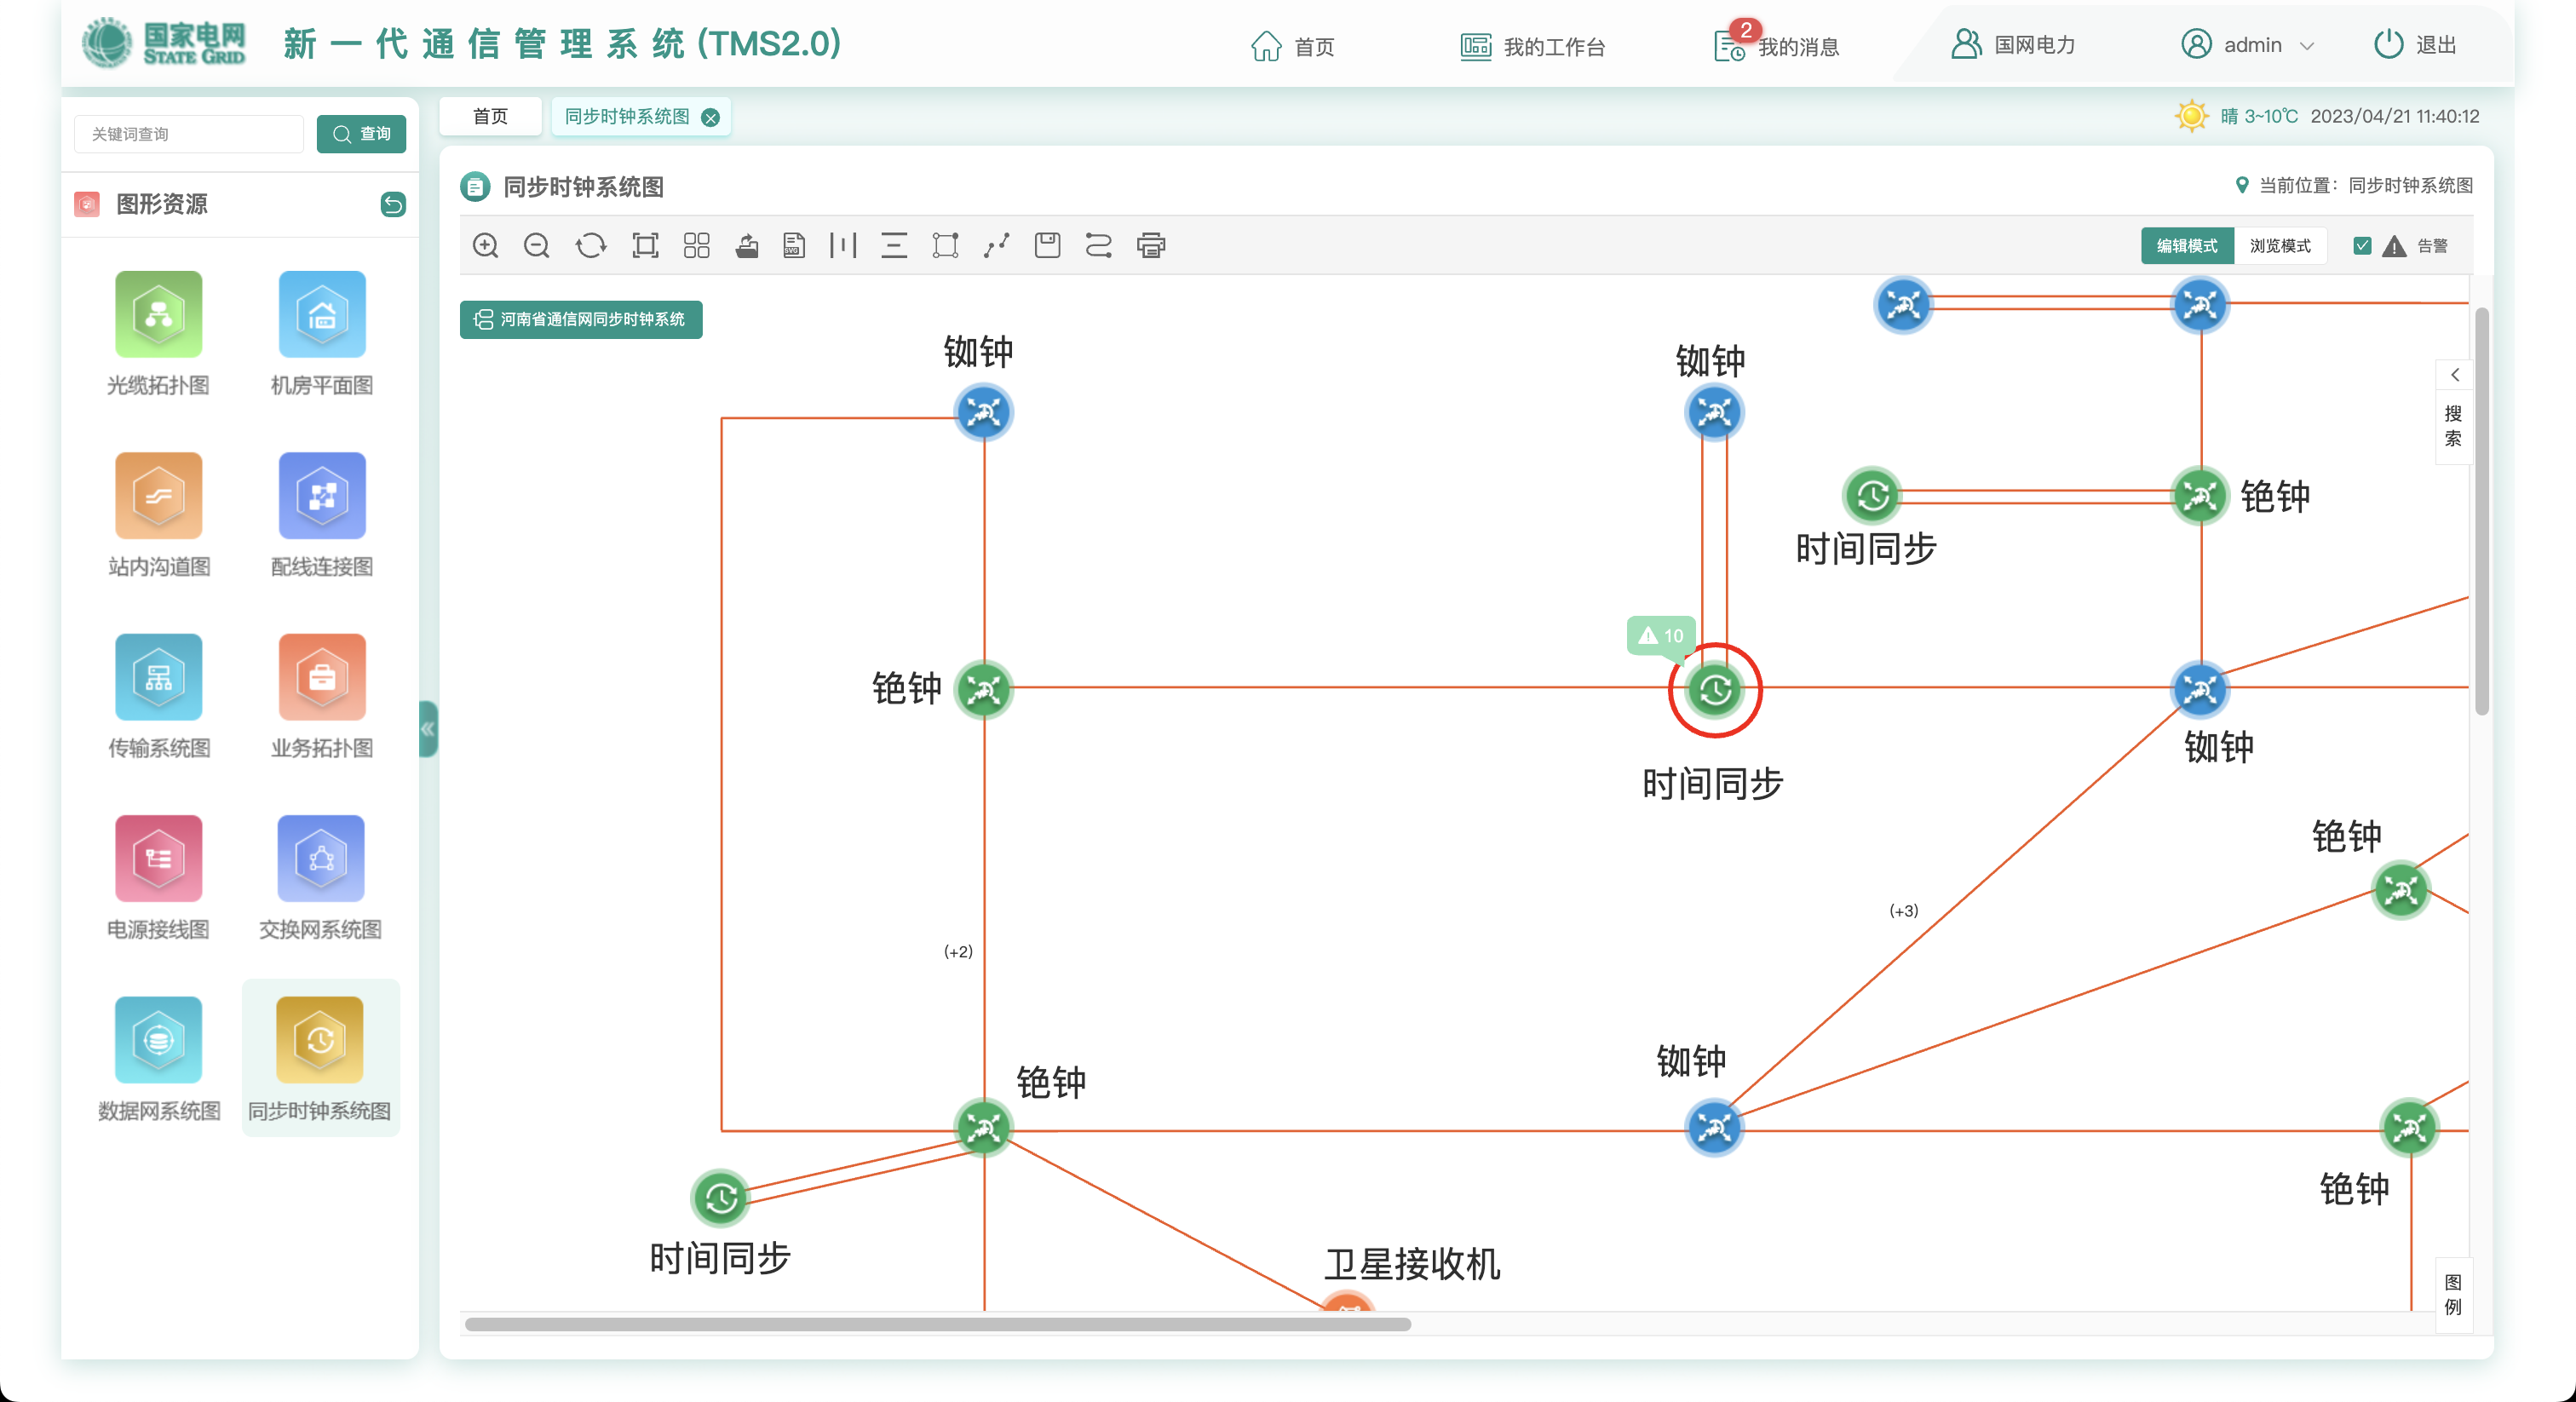 国家电网
STATE GRID
新一代通信管理系统(TMS2.0)
首页
我的工作台
2
我的消息
国网电力
admin
退出
关键词查询
查询
首页
同步时钟系统图
晴 3~10℃ 2023/04/21 11:40:12
图形资源
同步时钟系统图
当前位置：同步时钟系统图
SVG
编辑模式
浏览模式
告警
光缆拓扑图
机房平面图
站内沟道图
配线连接图
传输系统图
业务拓扑图
电源接线图
交换网系统图
数据网系统图
同步时钟系统图
河南省通信网同步时钟系统
铷钟
铷钟
搜索
铯钟
时间同步
10
铯钟
时间同步
铷钟
铯钟
(+3)
(+2)
铷钟
铯钟
铯钟
时间同步
卫星接收机
图例